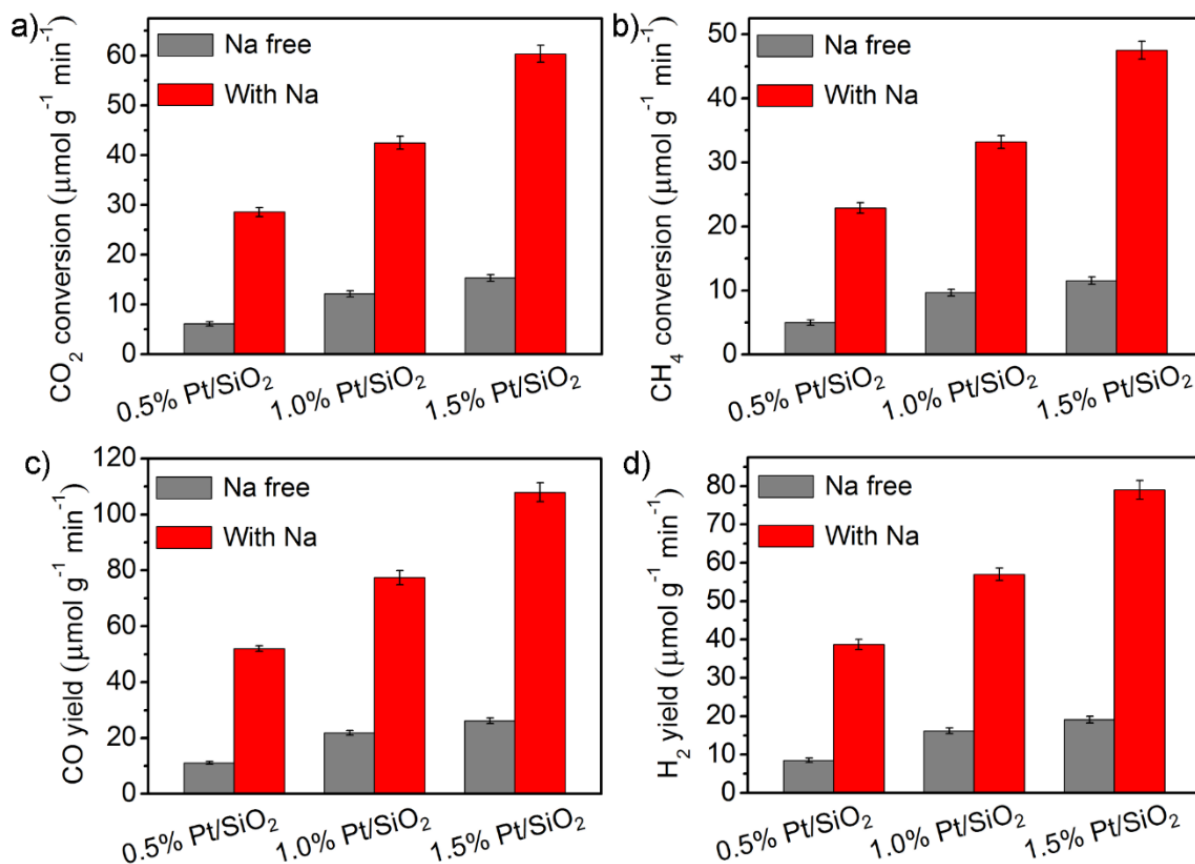 a)
CO₂ conversion (μmol g⁻¹ min⁻¹)
60
50
40
30
20
10
0
Na free
With Na
0.5% Pt/SiO₂
1.0% Pt/SiO₂
1.5% Pt/SiO₂
b)
CH₄ conversion (μmol g⁻¹ min⁻¹)
50
40
30
20
10
0
Na free
With Na
0.5% Pt/SiO₂
1.0% Pt/SiO₂
1.5% Pt/SiO₂
c)
CO yield (μmol g⁻¹ min⁻¹)
120
100
80
60
40
20
0
Na free
With Na
0.5% Pt/SiO₂
1.0% Pt/SiO₂
1.5% Pt/SiO₂
d)
H₂ yield (μmol g⁻¹ min⁻¹)
80
70
60
50
40
30
20
10
0
Na free
With Na
0.5% Pt/SiO₂
1.0% Pt/SiO₂
1.5% Pt/SiO₂